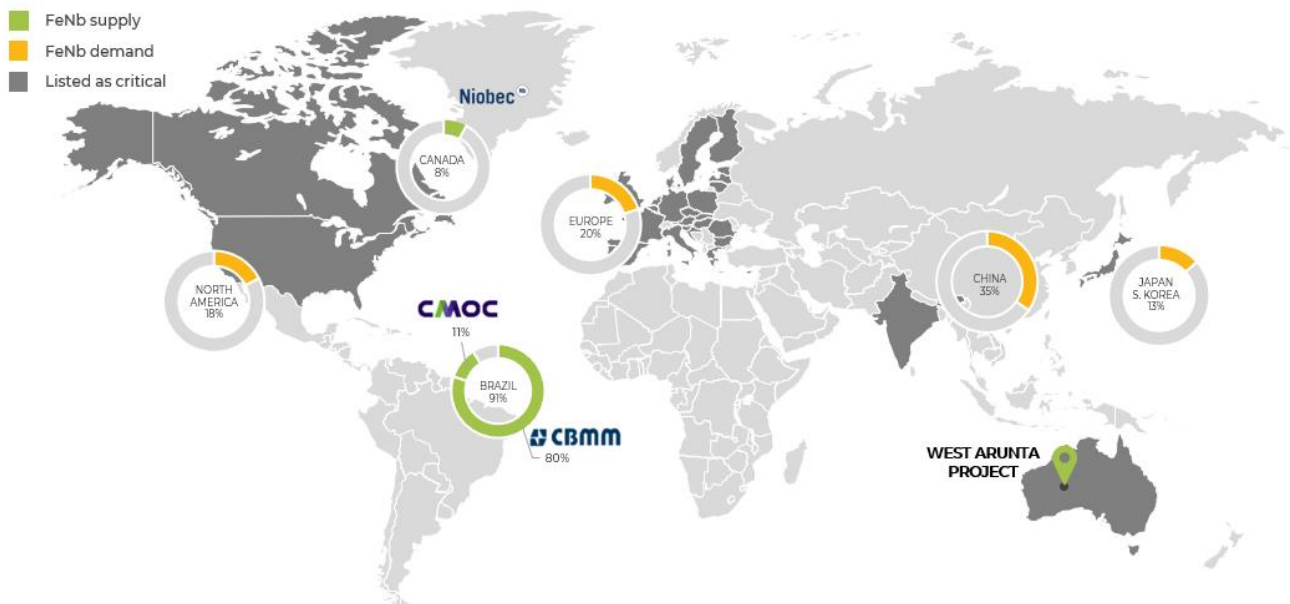 FeNb supply
FeNb demand
Listed as critical
Niobec
CANADA
8%
EUROPE
20%
NORTH
AMERICA
18%
CHINA
35%
JAPAN
S. KOREA
13%
CMOC
11%
BRAZIL
91%
CBMM
80%
WEST ARUNTA
PROJECT